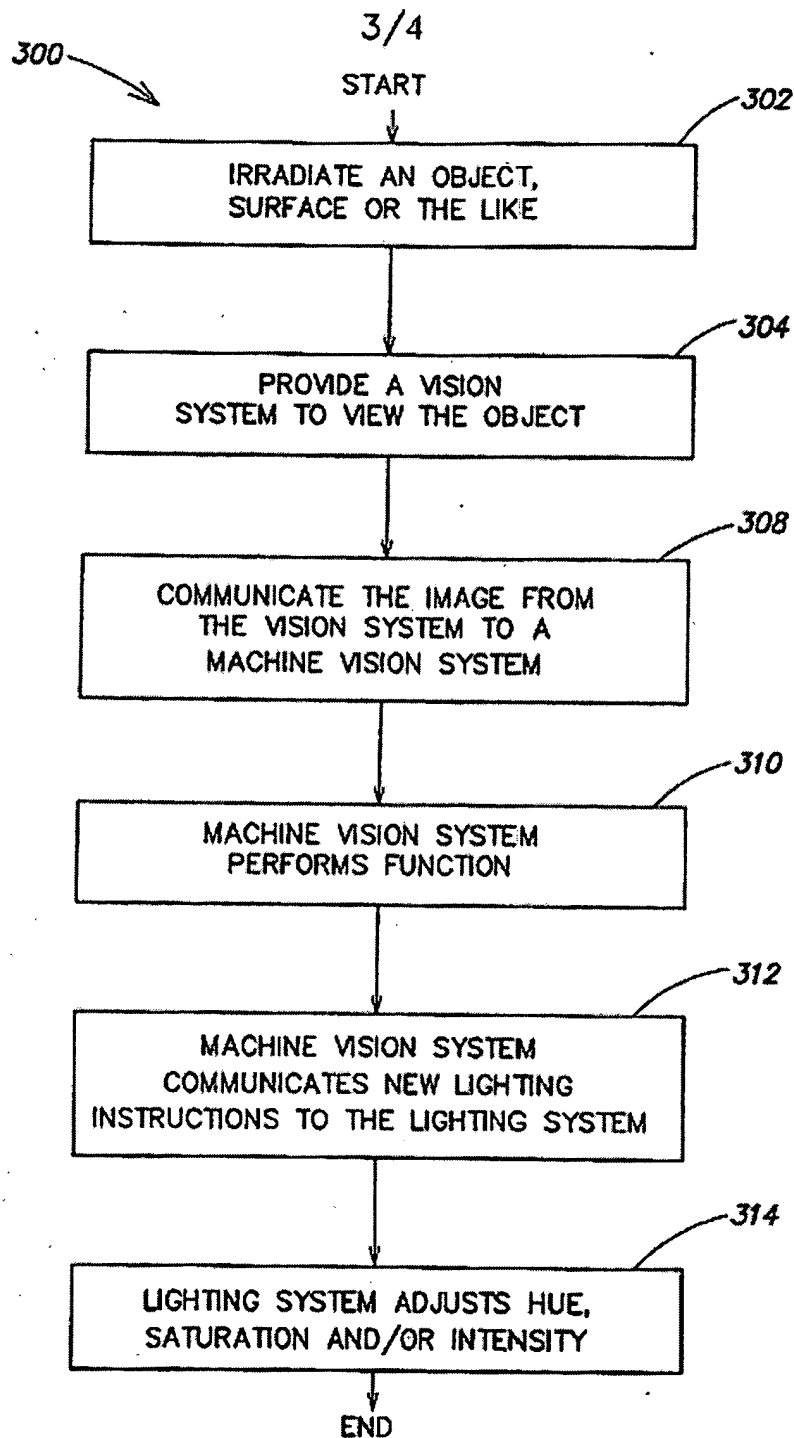 3/4
300
START
302
IRRADIATE AN OBJECT,
SURFACE OR THE LIKE
304
PROVIDE A VISION
SYSTEM TO VIEW THE OBJECT
308
COMMUNICATE THE IMAGE FROM
THE VISION SYSTEM TO A
MACHINE VISION SYSTEM
310
MACHINE VISION SYSTEM
PERFORMS FUNCTION
312
MACHINE VISION SYSTEM
COMMUNICATES NEW LIGHTING
INSTRUCTIONS TO THE LIGHTING SYSTEM
314
LIGHTING SYSTEM ADJUSTS HUE,
SATURATION AND/OR INTENSITY
END